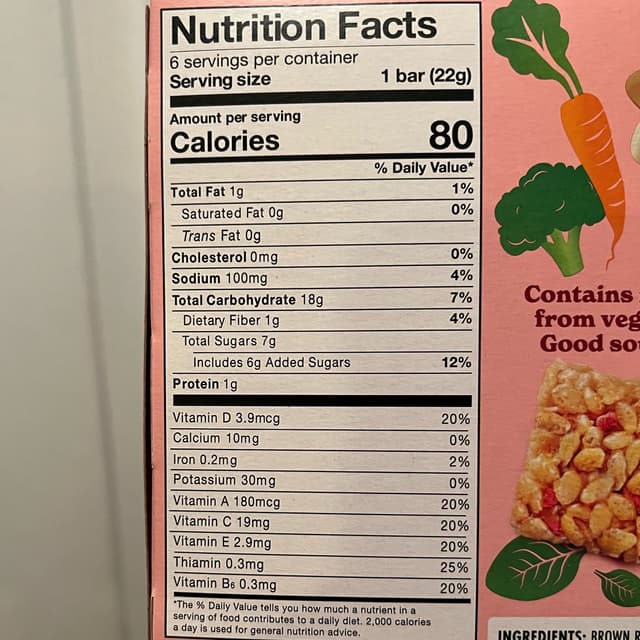 Nutrition Facts
6 servings per container
Serving size 1 bar (22g)
Amount per serving
Calories 80
% Daily Value*
Total Fat 1g 1%
Saturated Fat 0g 0%
Trans Fat 0g
Cholesterol 0mg 0%
Sodium 100mg 4%
Total Carbohydrate 18g 7%
Dietary Fiber 1g 4%
Total Sugars 7g
Includes 6g Added Sugars 12%
Protein 1g
Vitamin D 3.9mcg 20%
Calcium 10mg 0%
Iron 0.2mg 2%
Potassium 30mg 0%
Vitamin A 180mcg 20%
Vitamin C 19mg 20%
Vitamin E 2.9mg 20%
Thiamin 0.3mg 25%
Vitamin B6 0.3mg 20%
*The % Daily Value tells you how much a nutrient in a
serving of food contributes to a daily diet. 2,000 calories
a day is used for general nutrition advice.
Contains
from
Good
INGREDIENTS: BROWN